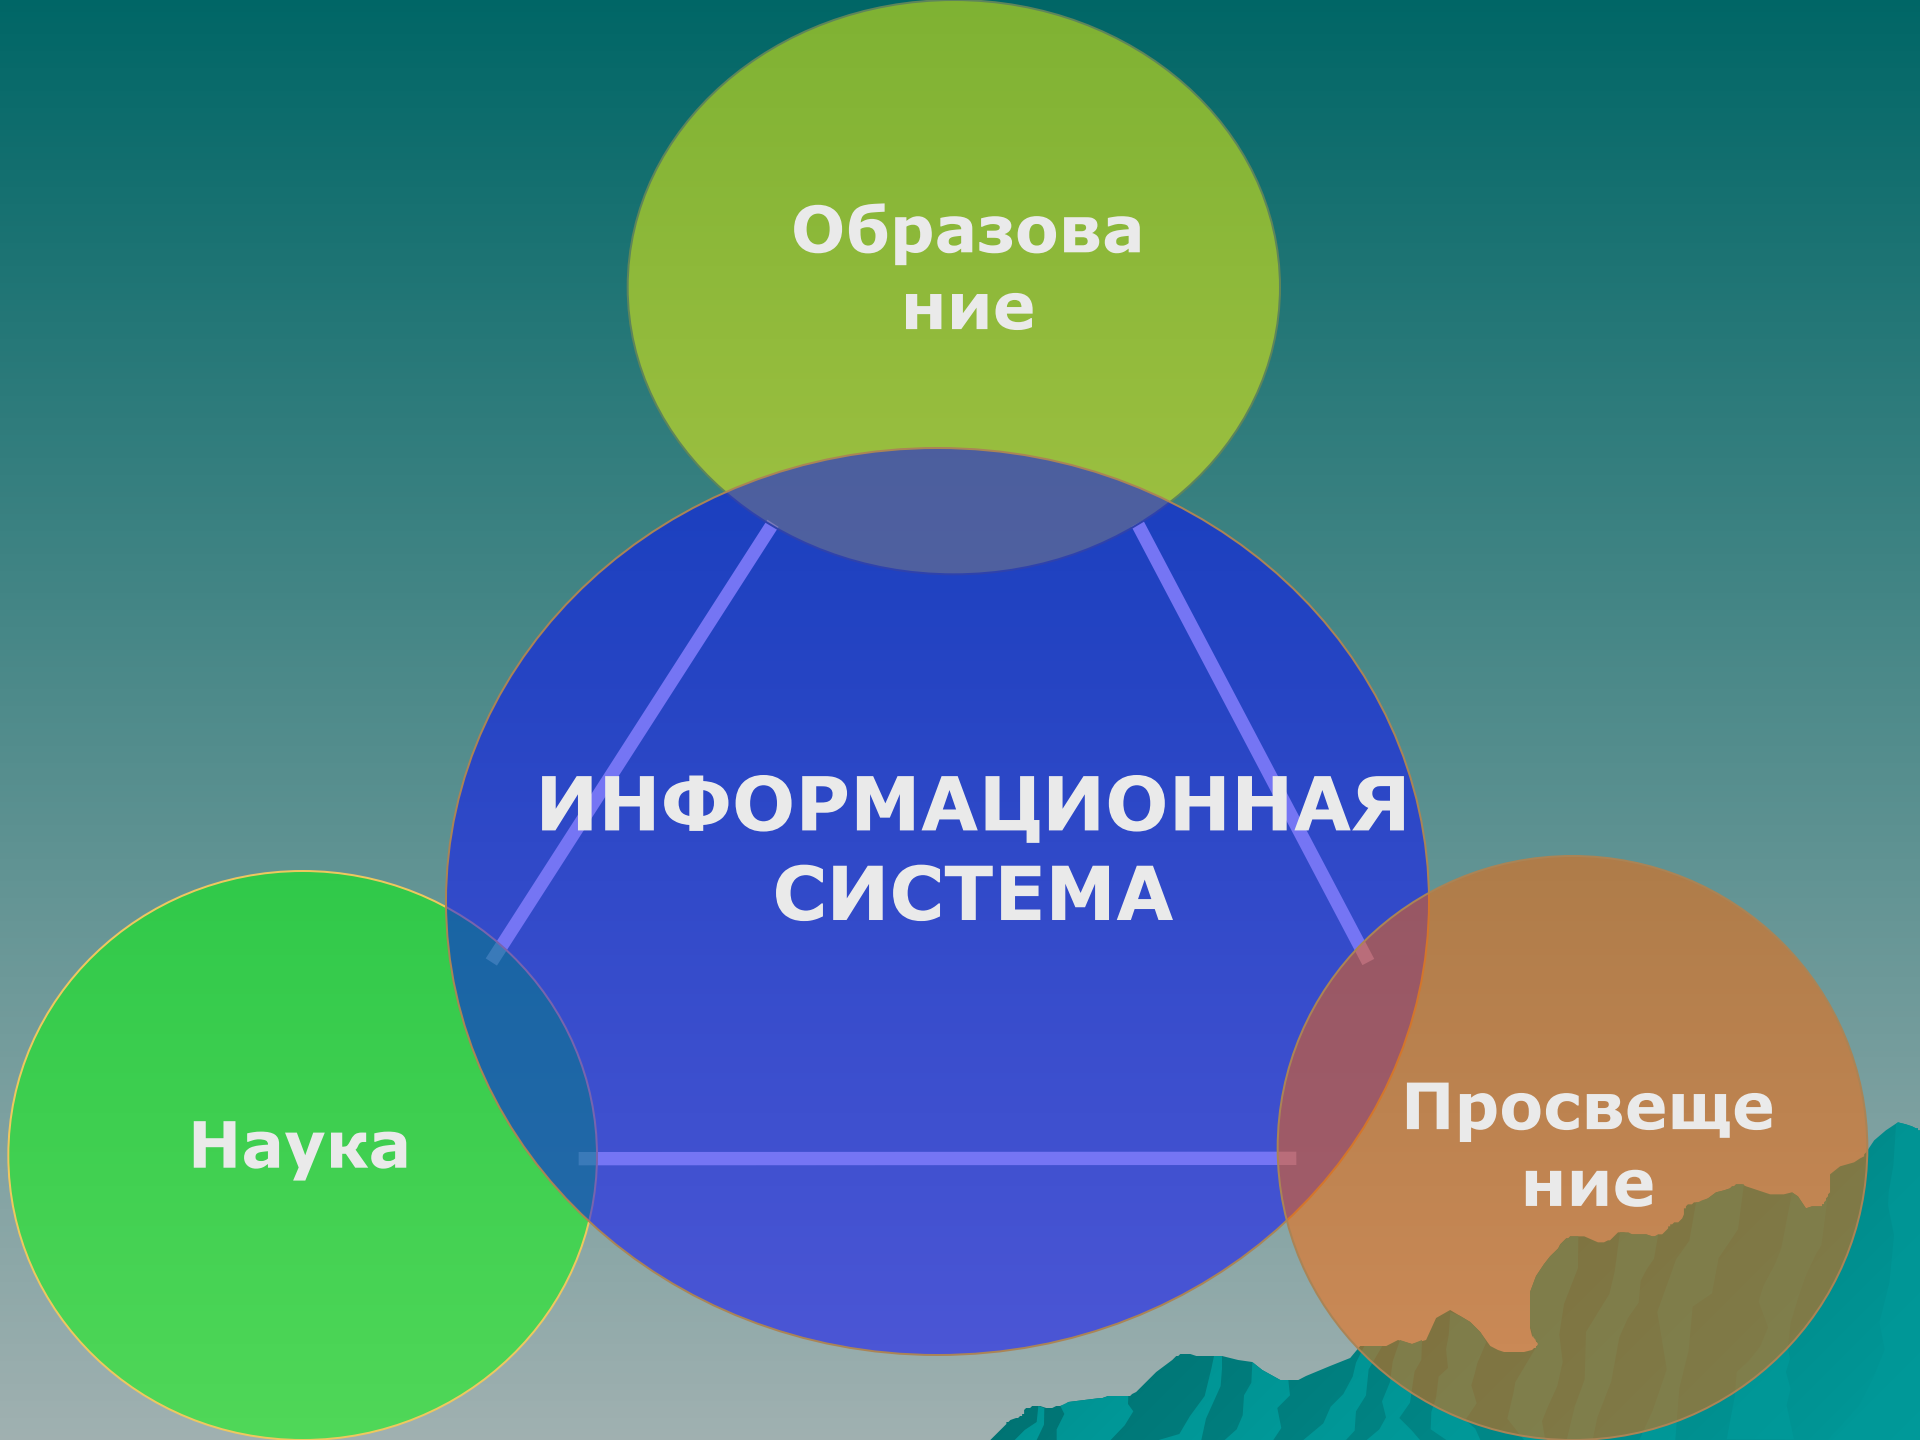 Образова
ние
ИНФОРМАЦИОННАЯ
СИСТЕМА
Наука
Просвеще
ние